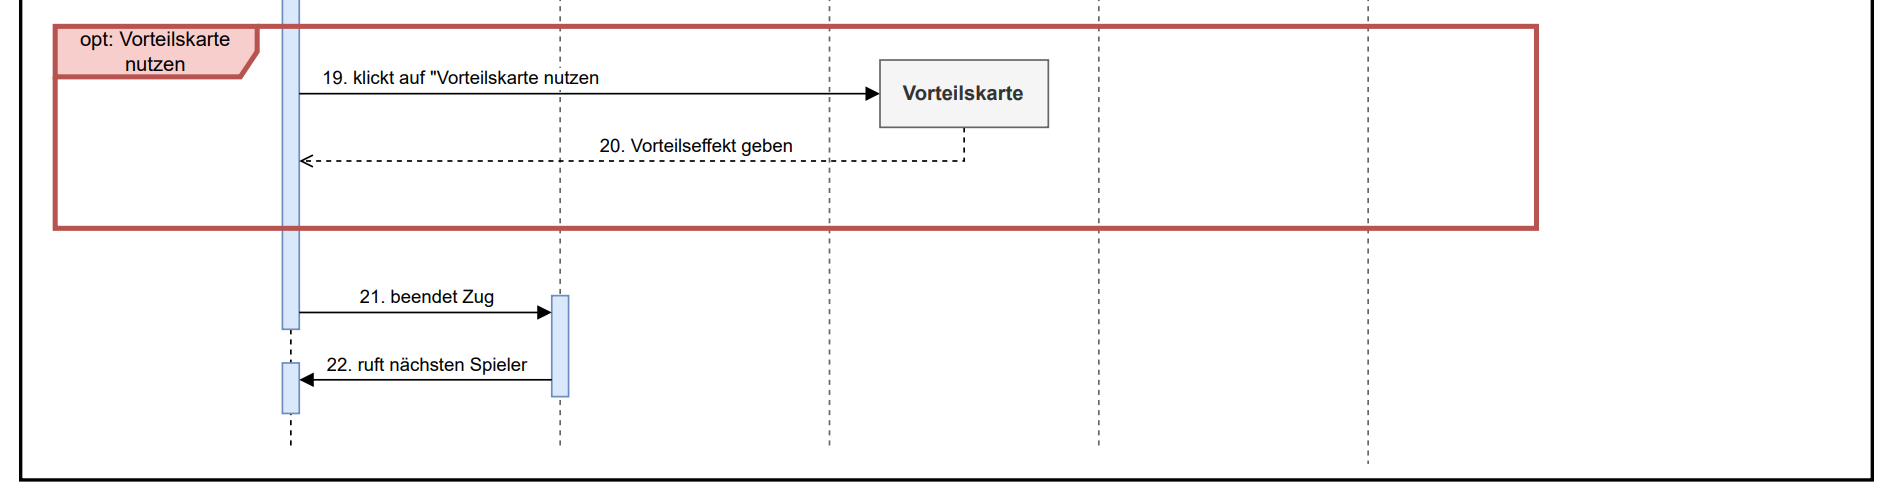 opt: Vorteilskarte
nutzen
19. klickt auf "Vorteilskarte nutzen
Vorteilskarte
20. Vorteilseffekt geben
21. beendet Zug
22. ruft nächsten Spieler